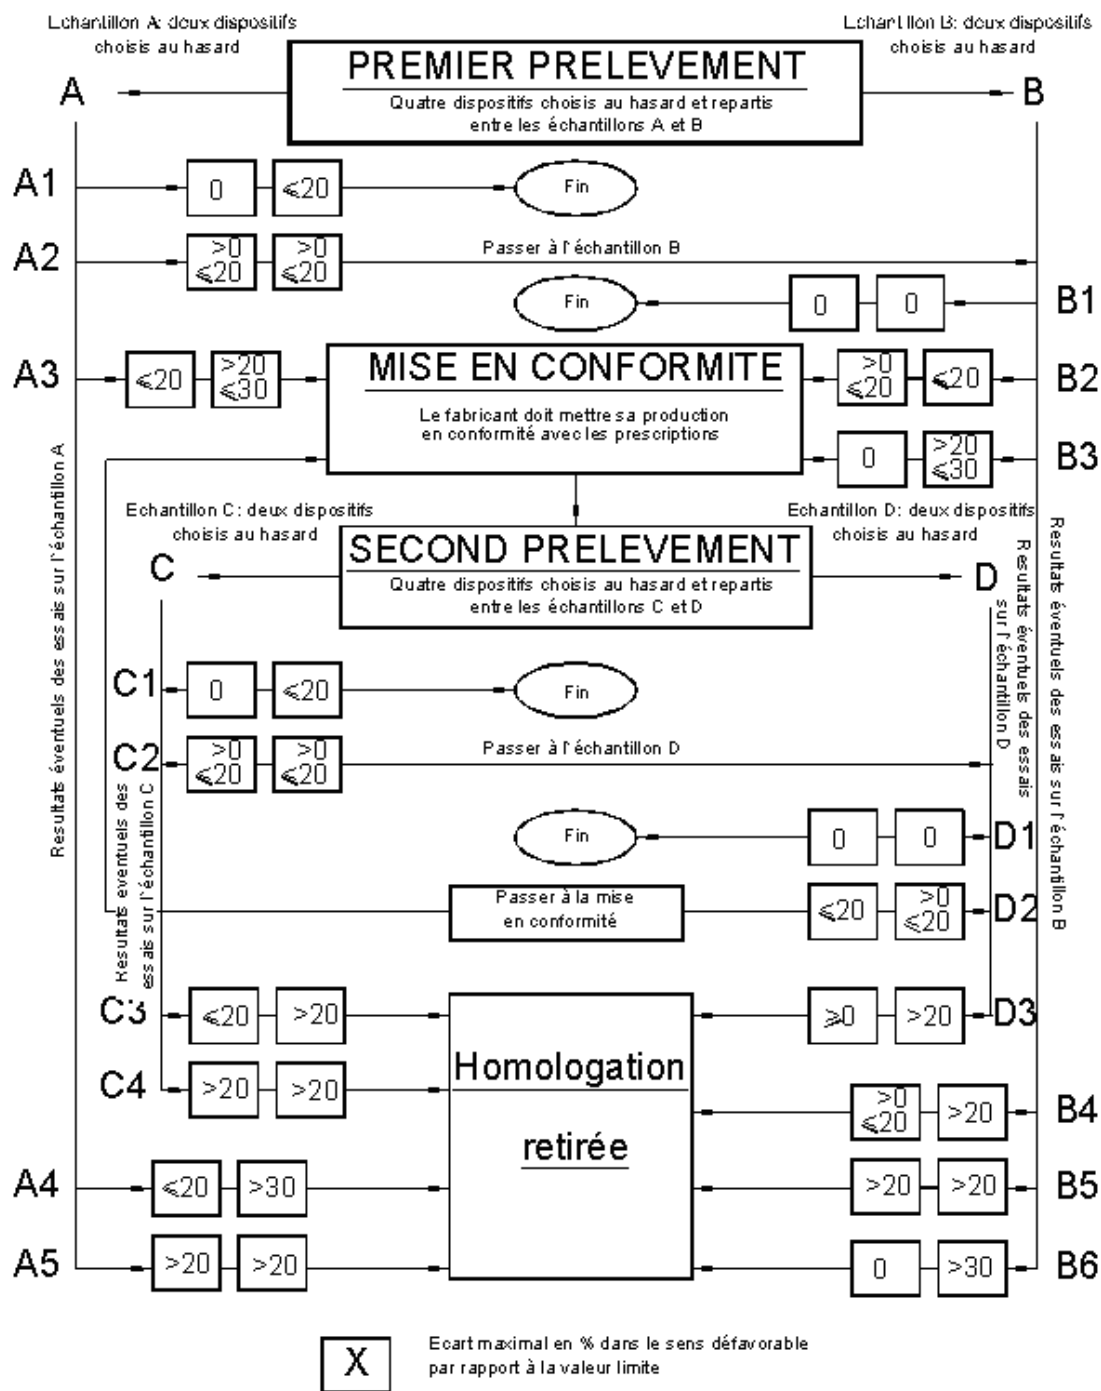 Echantillon A: deux dispositifs
choisis au hasard
Echantillon B: deux dispositifs
choisis au hasard
PREMIER PRELEVEMENT
Quatre dispositifs choisis au hasard et repartis
entre les échantillons A et B
A
B
A1
0
⩽20
Fin
A2
>0
⩽20
>0
⩽20
Passer à l'échantillon B
Fin
0
0
B1
A3
⩽20
>20
⩽30
MISE EN CONFORMITE
Le fabricant doit mettre sa production
en conformité avec les prescriptions
>0
⩽20
⩽20
B2
0
>20
⩽30
B3
Resultats éventuels des essais sur l'échantillon A
Echantillon C: deux dispositifs
choisis au hasard
Echantillon D: deux dispositifs
choisis au hasard
SECOND PRELEVEMENT
Quatre dispositifs choisis au hasard et repartis
entre les échantillons C et D
C
D
Resultats éventuels des essais
sur l'échantillon D
Resultats éventuels des essais sur l'échantillon B
C1
0
⩽20
Fin
C2
>0
⩽20
>0
⩽20
Passer à l'échantillon D
Resultats eventuels des
essais sur l'échantillon C
Fin
0
0
D1
Passer à la mise
en conformité
⩽20
>0
⩽20
D2
C3
⩽20
>20
Homologation
retirée
⩾0
>20
D3
C4
>20
>20
>0
⩽20
>20
B4
A4
⩽20
>30
>20
>20
B5
A5
>20
>20
0
>30
B6
X
Ecart maximal en % dans le sens défavorable
par rapport à la valeur limite